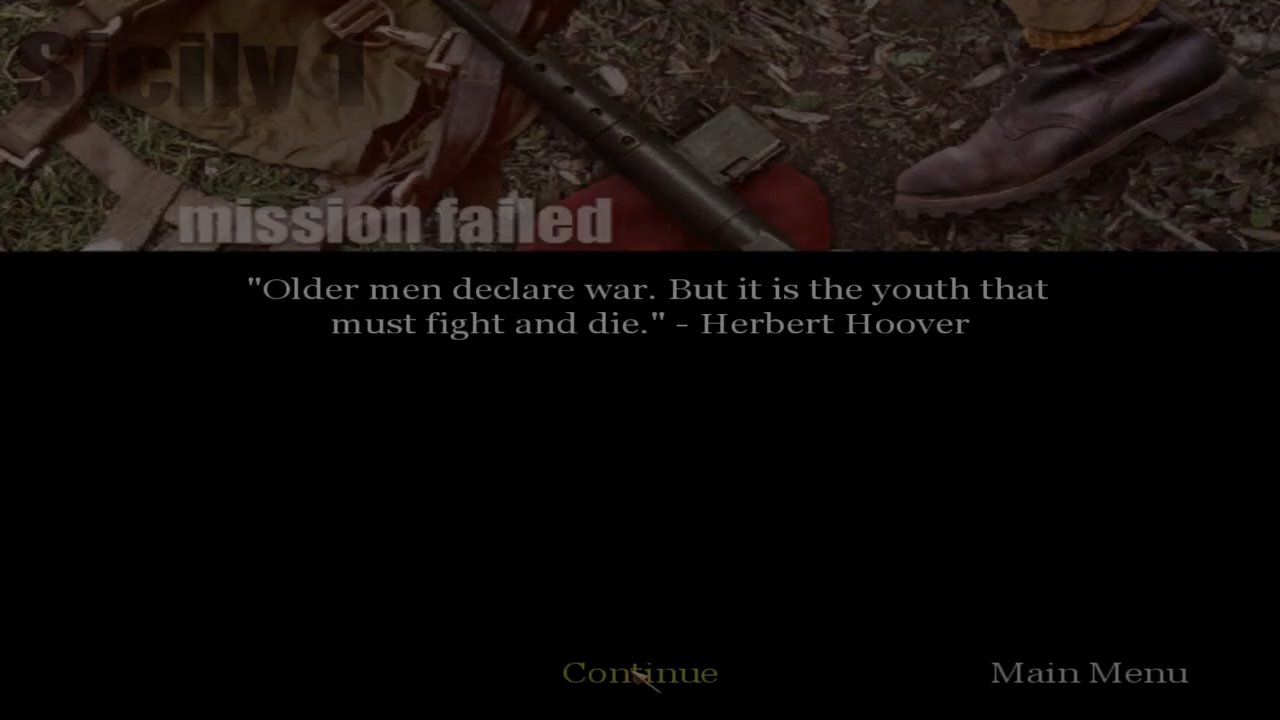 Sicily 1
mission failed
"Older men declare war. But it is the youth that
must fight and die." - Herbert Hoover
Continue
Main Menu